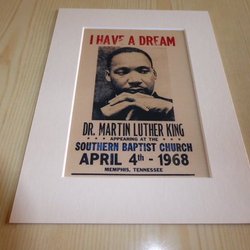 I HAVE A DREAM
DR. MARTIN LUTHER KING
APPEARING AT THE
SOUTHERN BAPTIST CHURCH
APRIL 4th - 1968
MEMPHIS, TENNESSEE